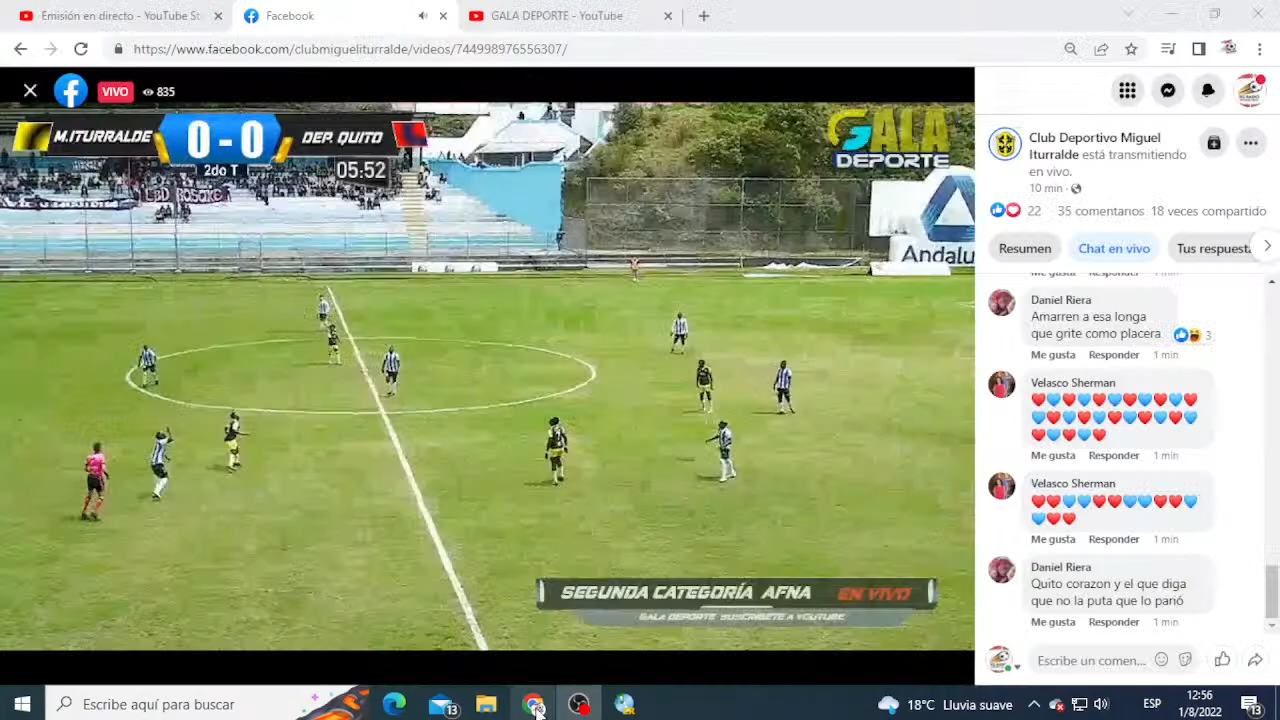 Emisión en directo - YouTube St
Facebook
GALA DEPORTE - YouTube
https://www.facebook.com/clubmigueliturralde/videos/744998976556307/
VIVO
835
M.ITURRALDE
0-0
DEP. QUITO
2do T
05:52
GALA
DEPORTE
Andalu
SEGUNDA CATEGORÍA AFNA
EN VIVO
GALA DEPORTE SUSCRIBETE A YOUTUBE
Club Deportivo Miguel
Iturralde está transmitiendo
en vivo.
10 min
22
35 comentarios
18 veces compartido
Resumen
Chat en vivo
Tus respuesta
Me gusta Responder 1 min
Daniel Riera
Amarren a esa longa
que grite como placera
3
Me gusta Responder 1 min
Velasco Sherman
Me gusta Responder 1 min
Velasco Sherman
Me gusta Responder 1 min
Daniel Riera
Quito corazon y el que diga
que no la puta que lo parió
Me gusta Responder 1 min
Escribe un comen...
Escribe aquí para buscar
13
18°C Lluvia suave
ESP
12:56
1/8/2022
13